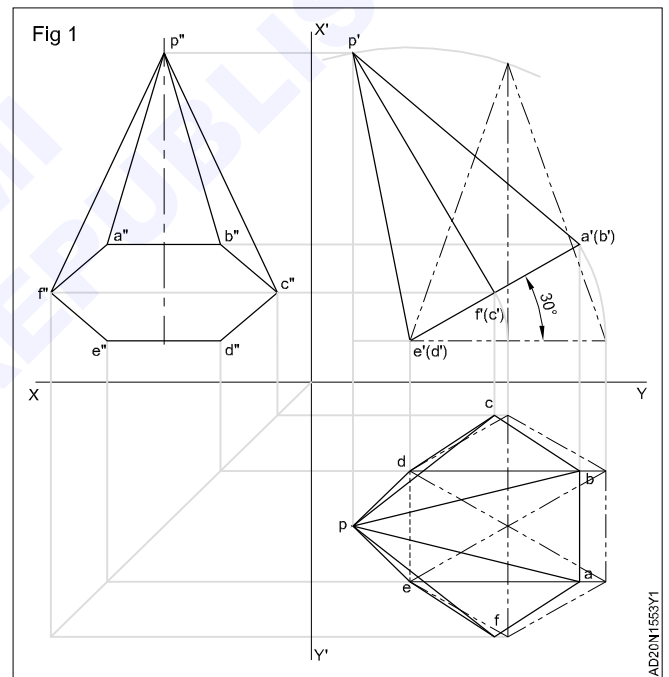 Fig 1
X'
p"
p'
a"
b"
a'(b')
f"
c"
f'(c')
30°
e"
d"
e'(d')
X
Y
c
d
b
p
e
a
f
Y'
AD20N1553Y1